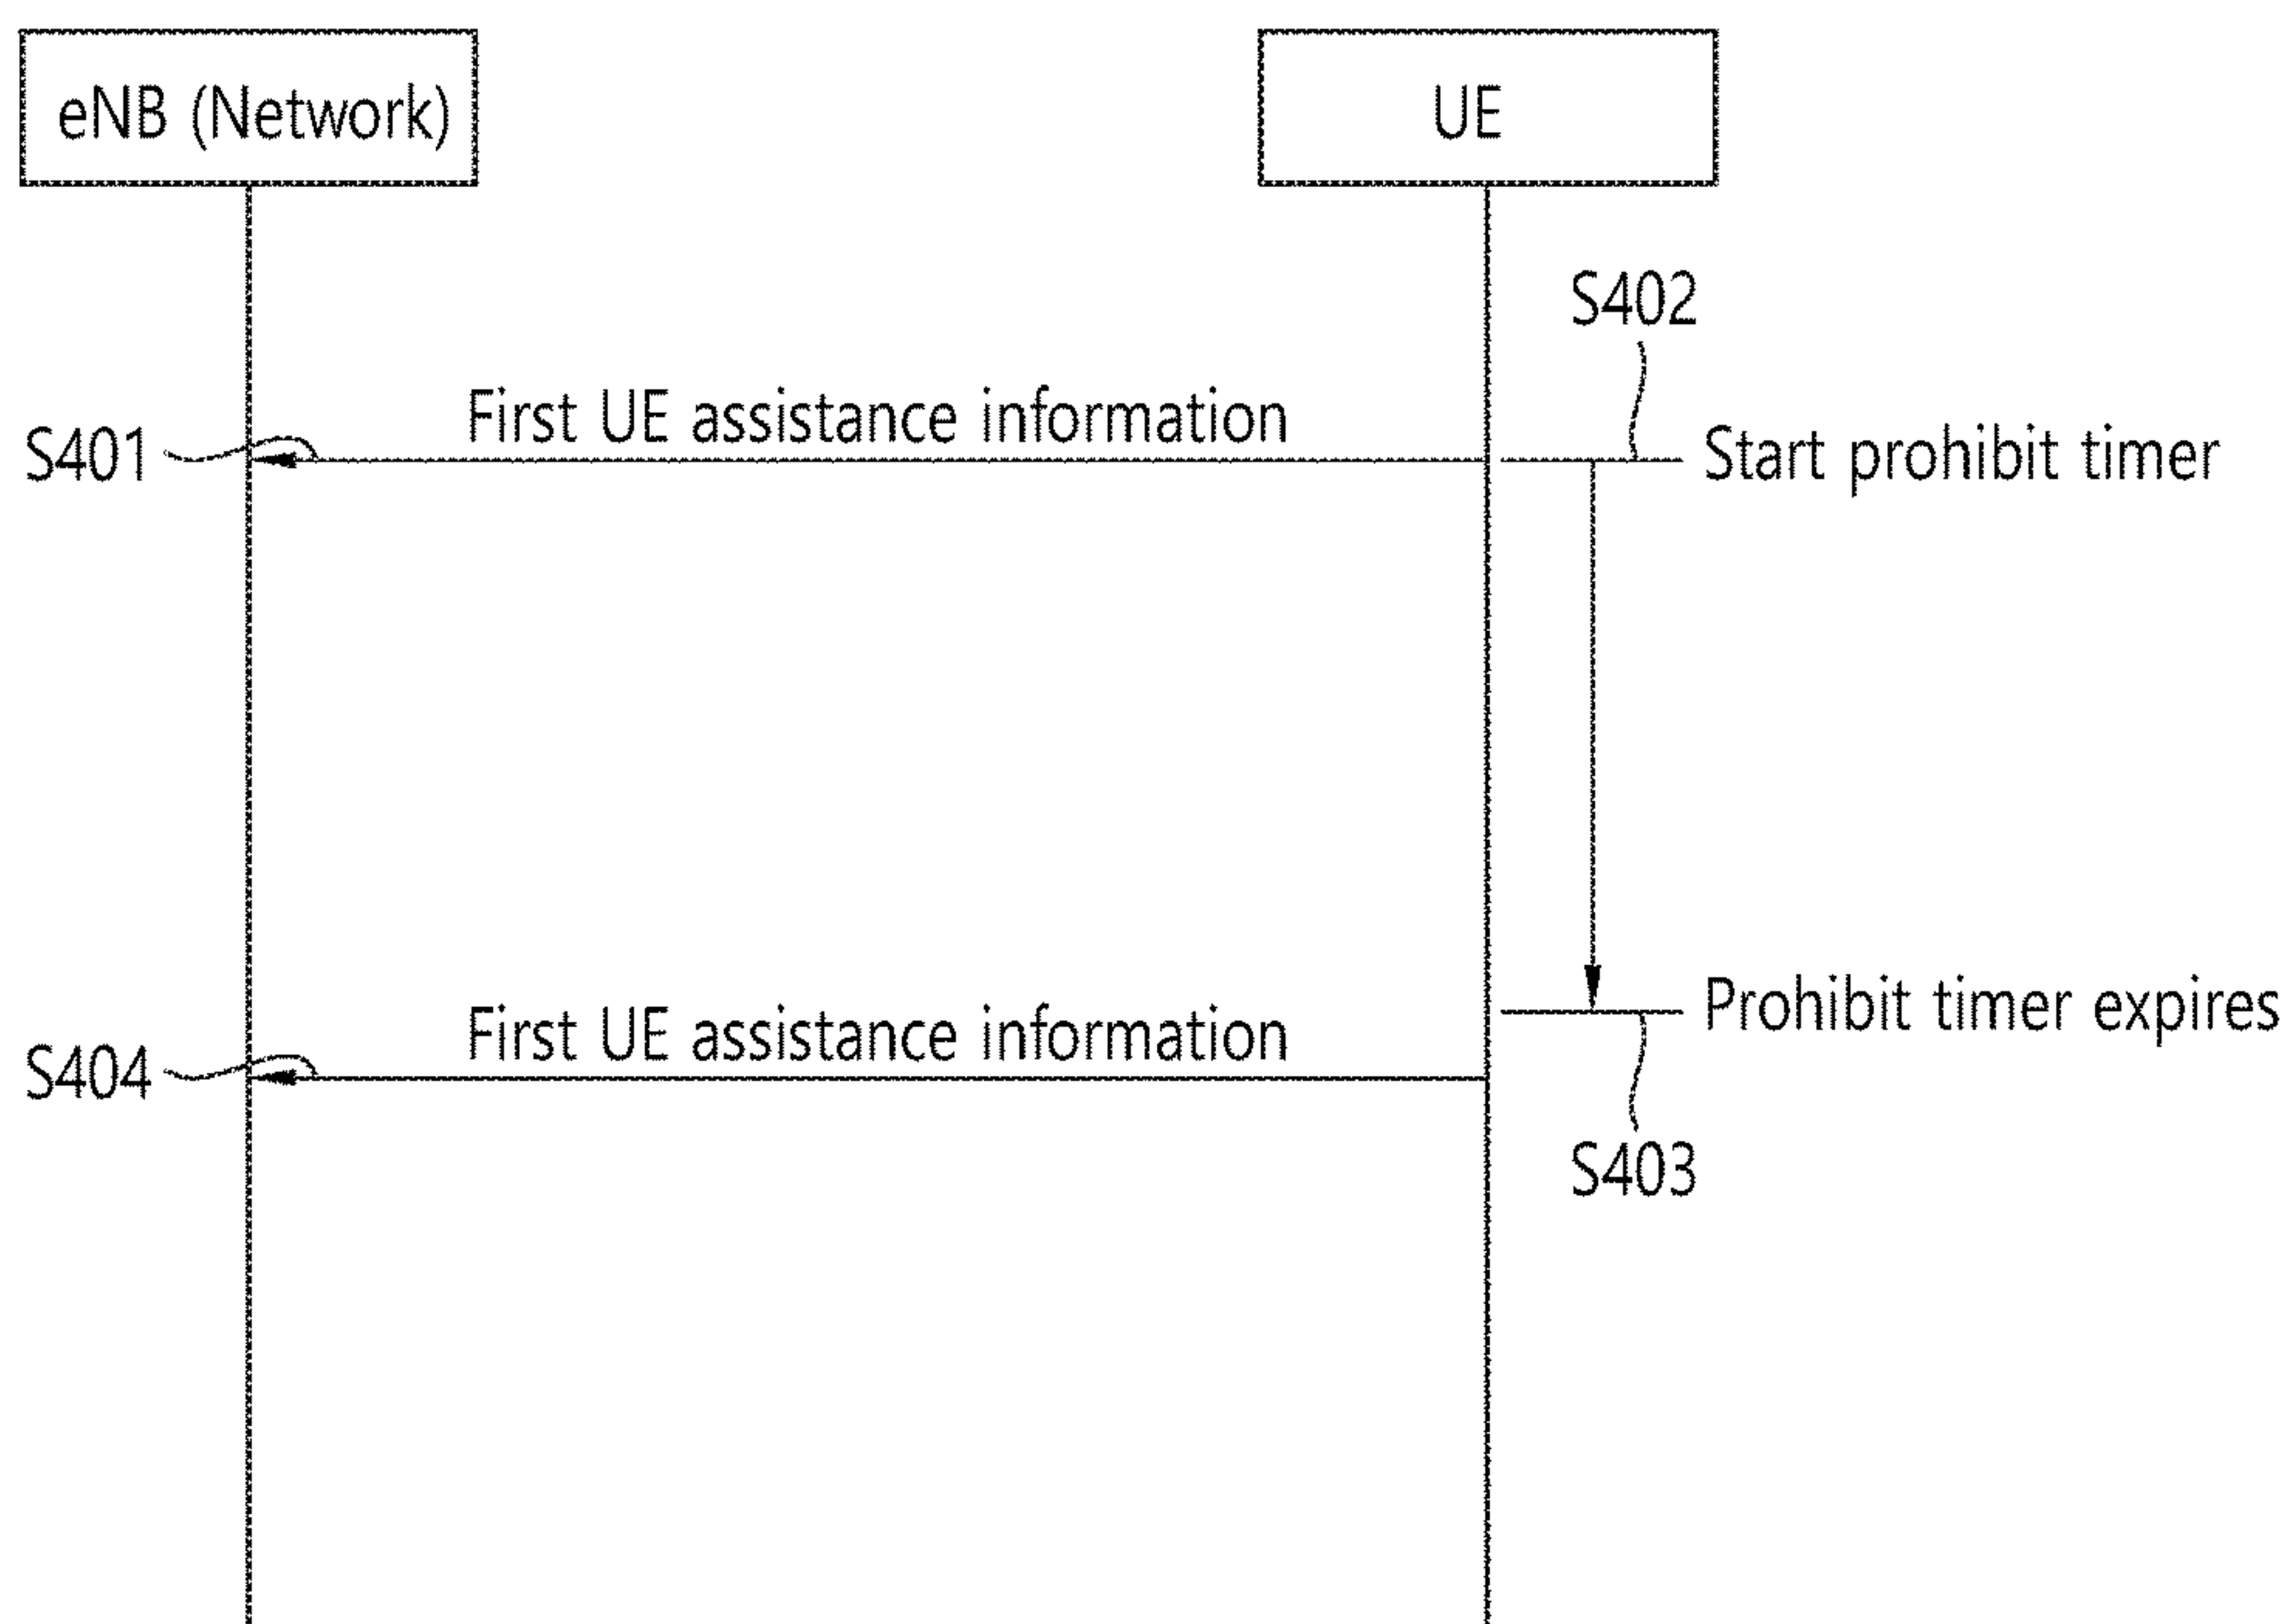 eNB (Network)
UE
S402
First UE assistance information
S401
Start prohibit timer
Prohibit timer expires
First UE assistance information
S404
S403